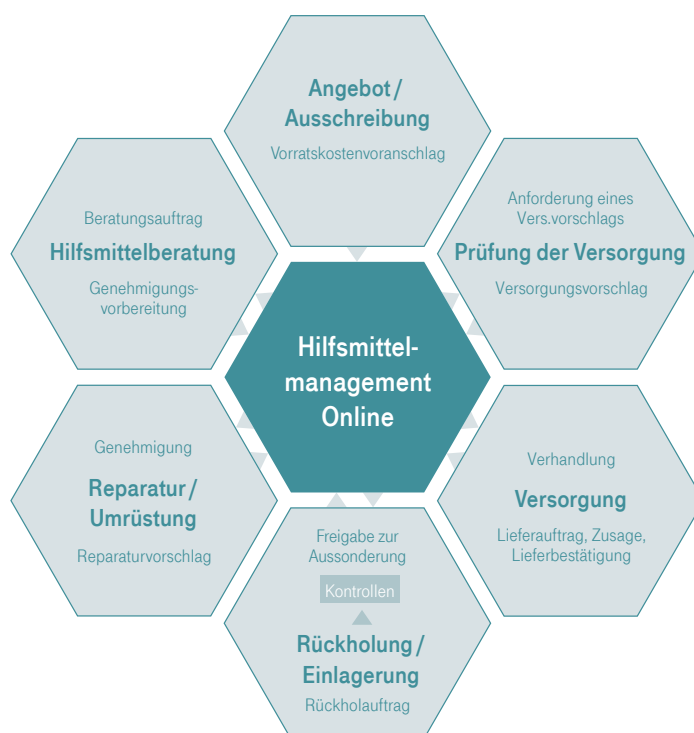 Angebot /
Ausschreibung
Vorratskostenvoranschlag
Beratungsauftrag
Hilfsmittelberatung
Genehmigungs-
vorbereitung
Anforderung eines
Vers.vorschlags
Prüfung der Versorgung
Versorgungsvorschlag
Hilfsmittel-
management
Online
Genehmigung
Reparatur /
Umrüstung
Reparaturvorschlag
Verhandlung
Versorgung
Lieferauftrag, Zusage,
Lieferbestätigung
Freigabe zur
Aussonderung
Kontrollen
Rückholung /
Einlagerung
Rückholauftrag